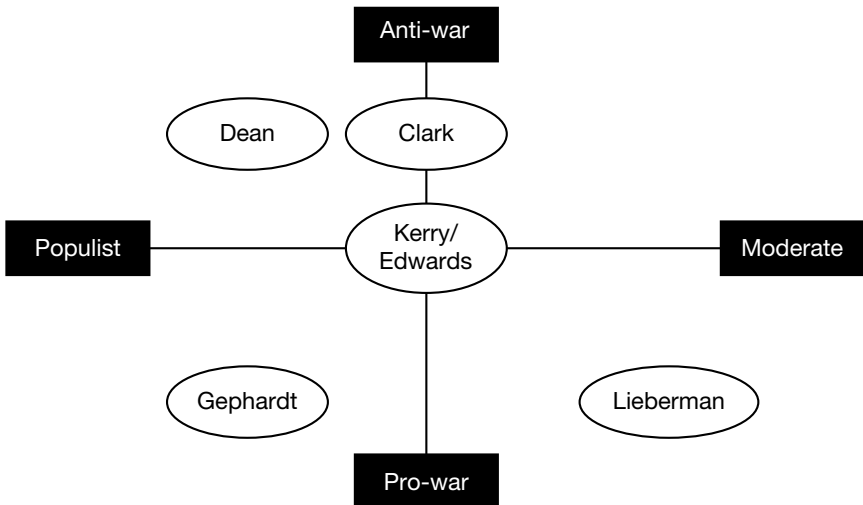 Anti-war
Dean
Clark
Populist
Kerry/
Edwards
Moderate
Gephardt
Lieberman
Pro-war